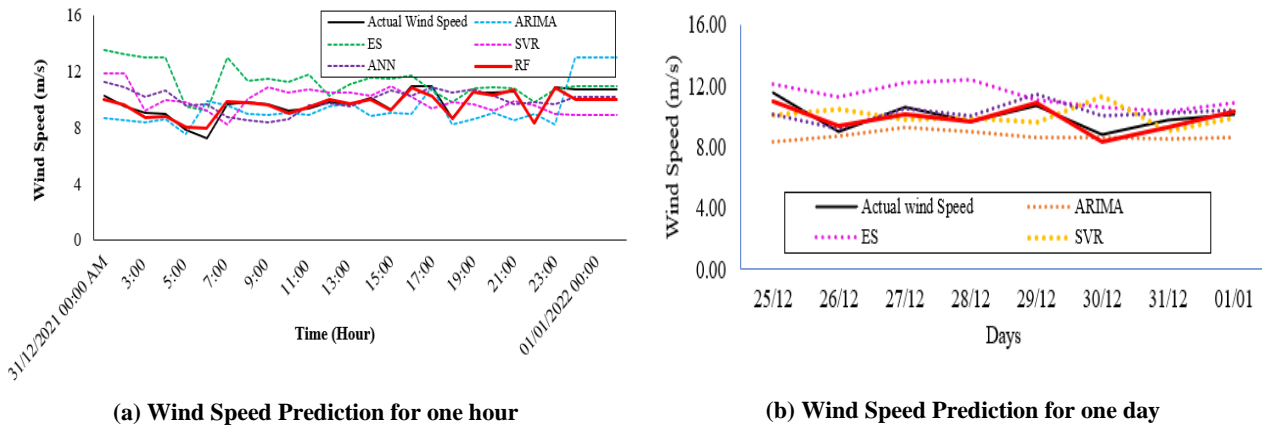 16
12
8
4
0
Wind Speed (m/s)
Actual Wind Speed
ARIMA
ES
SVR
ANN
RF
31/12/2021 00:00 AM
3:00
5:00
7:00
9:00
11:00
13:00
15:00
17:00
19:00
21:00
23:00
01/01/2022 00:00
Time (Hour)
(a) Wind Speed Prediction for one hour
16.00
12.00
8.00
4.00
0.00
Wind Speed (m/s)
Actual wind Speed
ARIMA
ES
SVR
25/12
26/12
27/12
28/12
29/12
30/12
31/12
01/01
Days
(b) Wind Speed Prediction for one day